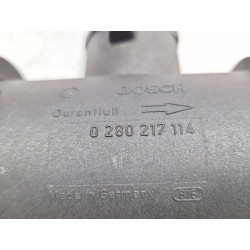 BOSCH
Durchfluß
0 280 217 114
Made in Germany